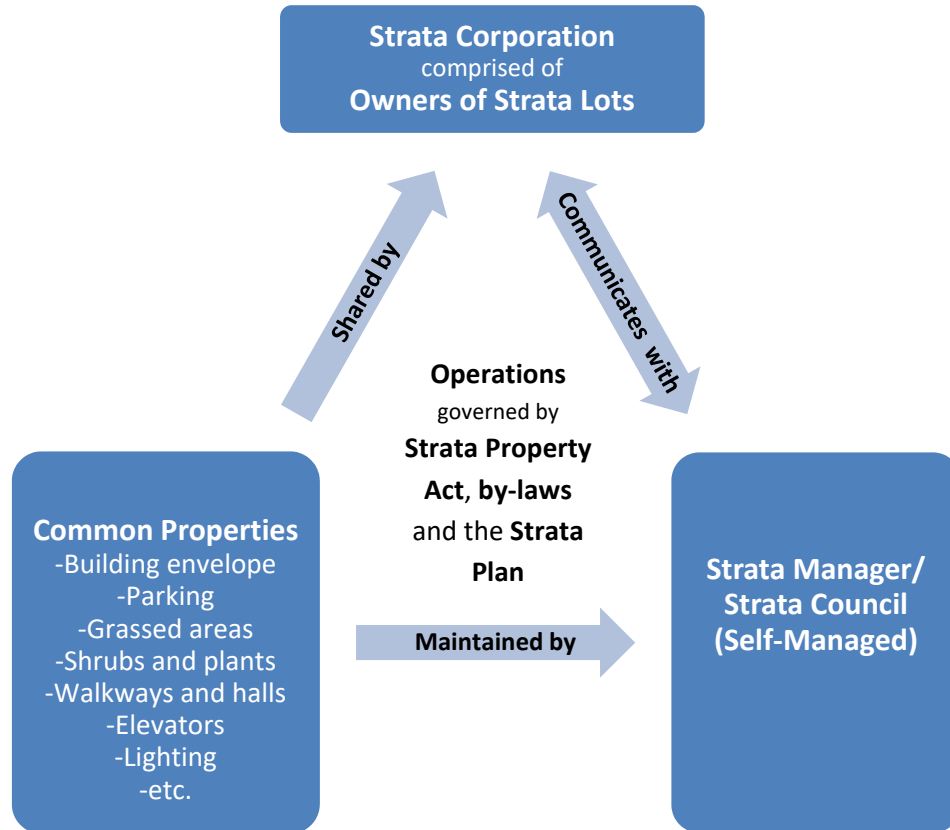 Strata Corporation
comprised of
Owners of Strata Lots
Shared by
Communicates with
Operations
governed by
Strata Property
Act, by-laws
and the Strata
Plan
Common Properties
-Building envelope
-Parking
-Grassed areas
-Shrubs and plants
-Walkways and halls
-Elevators
-Lighting
-etc.
Maintained by
Strata Manager/
Strata Council
(Self-Managed)